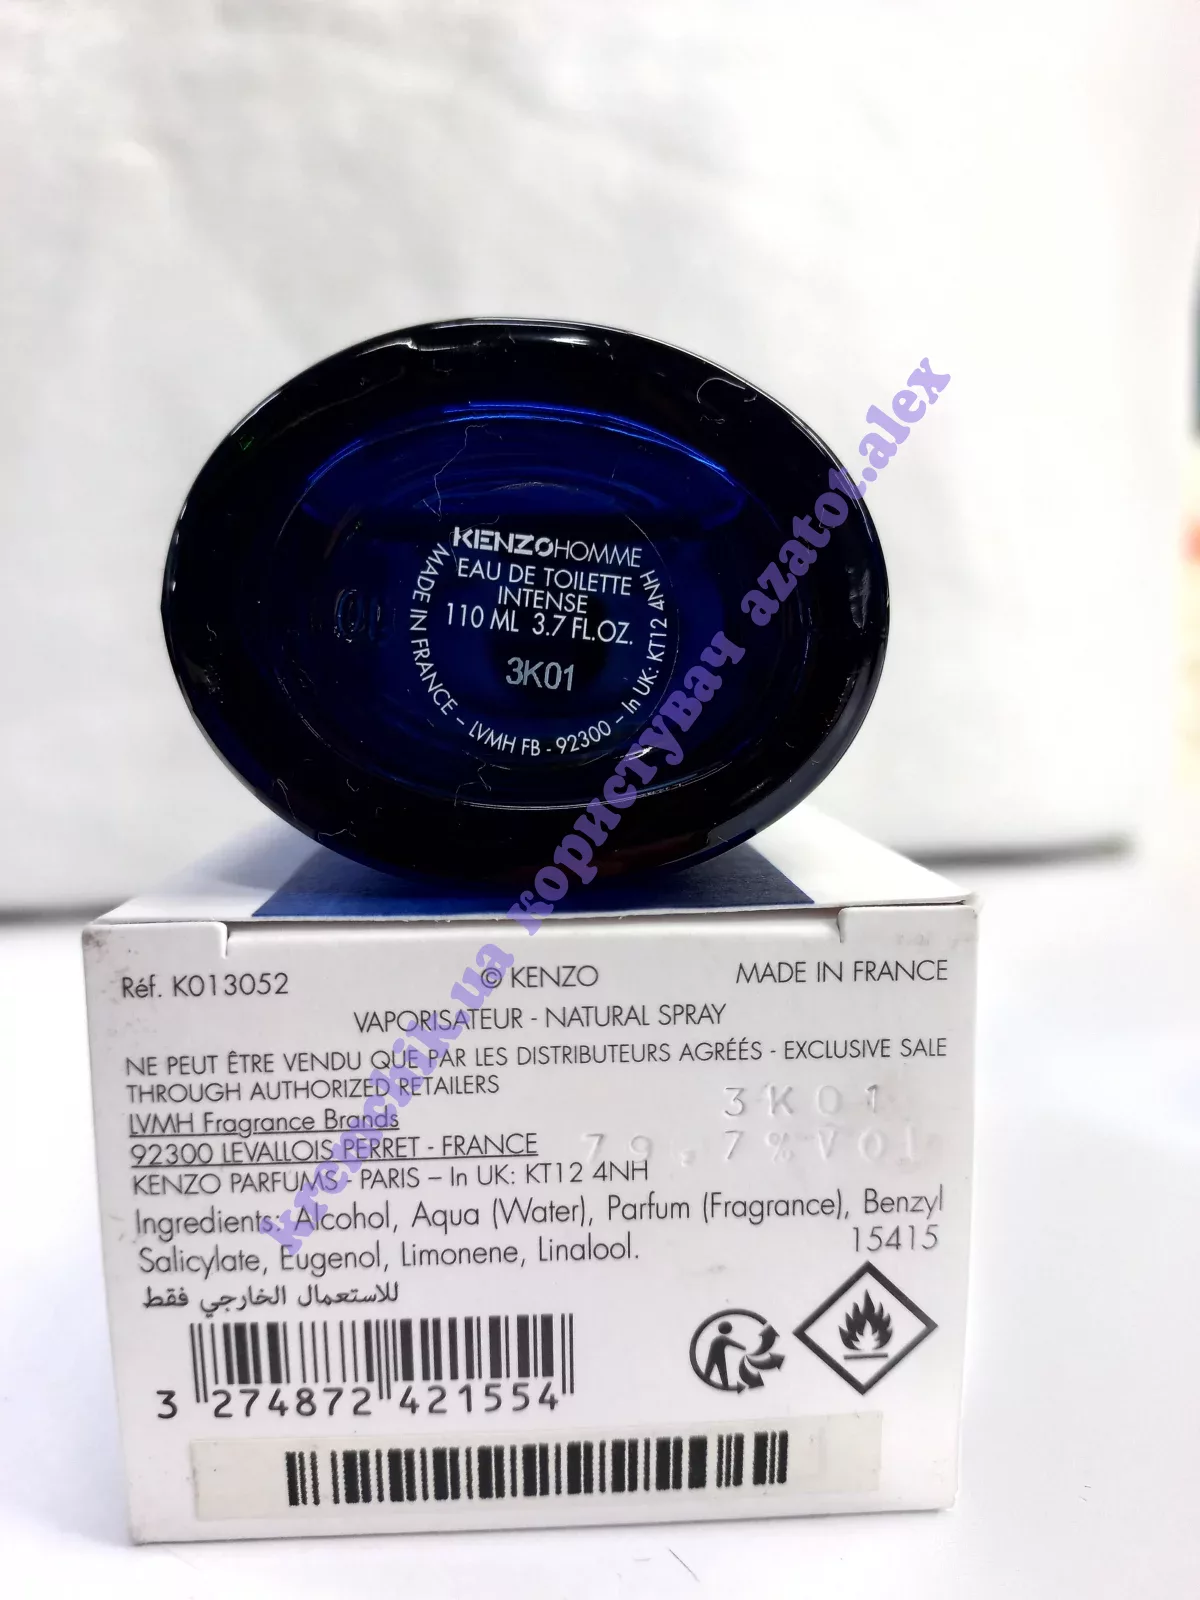 KENZOHOMME
EAU DE TOILETTE
INTENSE
110 ML 3.7 FL.OZ.
3K01
MADE IN FRANCE – LVMH FB - 92300 – In UK: KT12 4NH
kremchik.ua користувач azator.alex
Réf. K013052
© KENZO
MADE IN FRANCE
VAPORISATEUR - NATURAL SPRAY
NE PEUT ÊTRE VENDU QUE PAR LES DISTRIBUTEURS AGRÉÉS - EXCLUSIVE SALE
THROUGH AUTHORIZED RETAILERS
3K01
LVMH Fragrance Brands
92300 LEVALLOIS PERRET - FRANCE
79.7%VOL
KENZO PARFUMS - PARIS – In UK: KT12 4NH
Ingredients: Alcohol, Aqua (Water), Parfum (Fragrance), Benzyl
Salicylate, Eugenol, Limonene, Linalool.
15415
للاستعمال الخارجي فقط
3 274872 421554